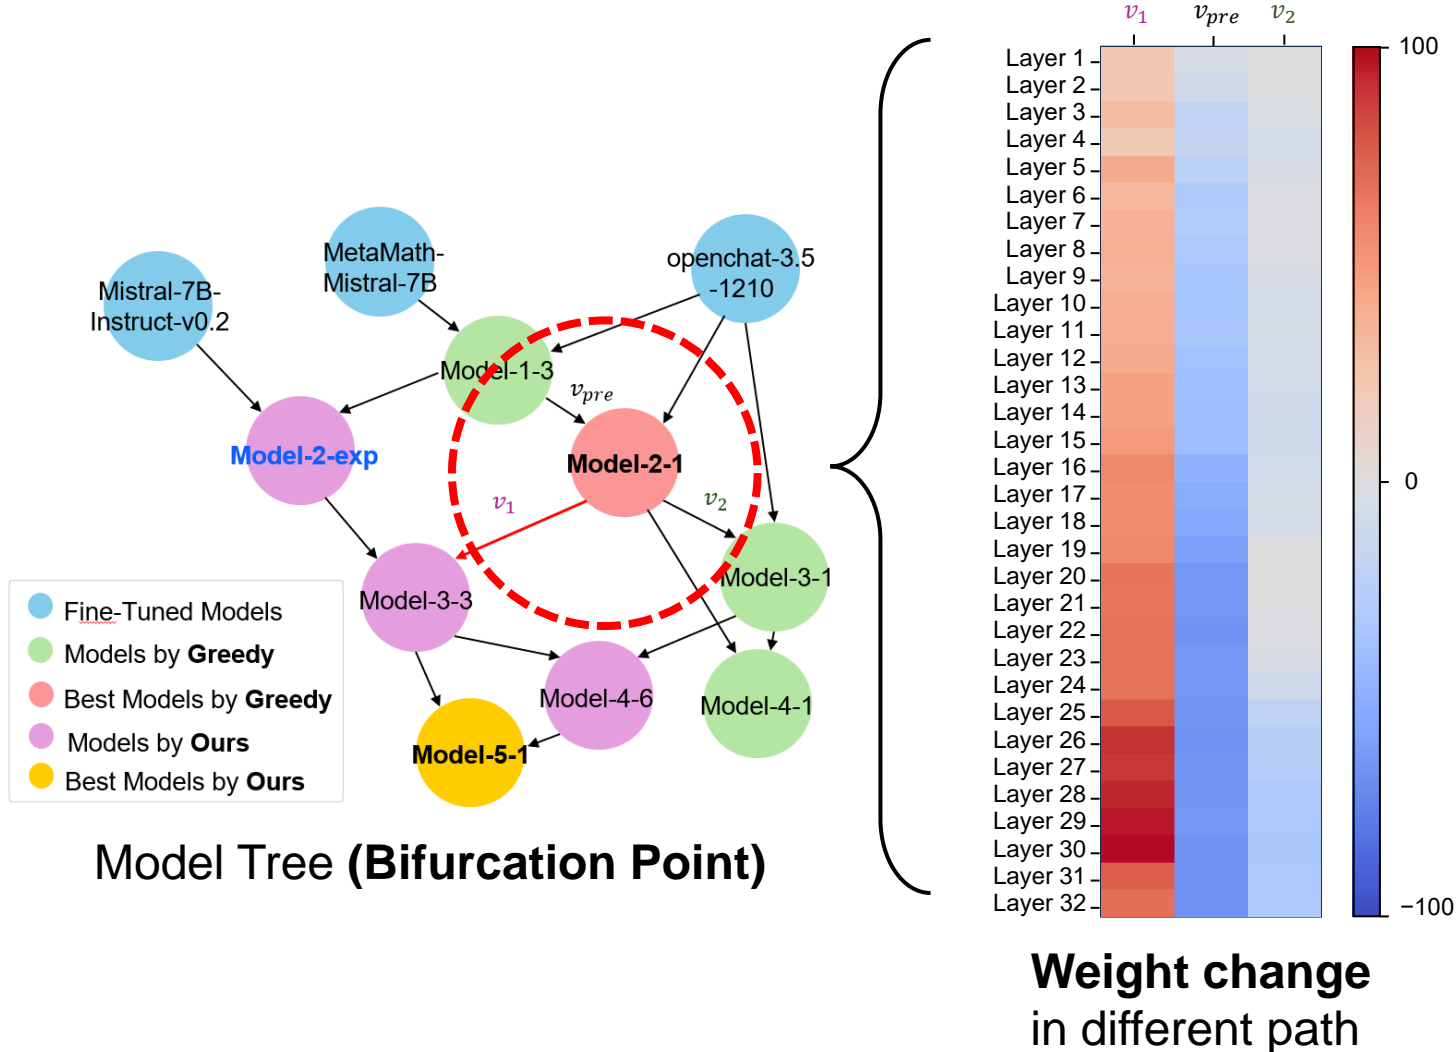 MetaMath-
Mistral-7B
openchat-3.5
-1210
Mistral-7B-
Instruct-v0.2
Model-1-3
v_pre
Model-2-exp
Model-2-1
v_1
v_2
Model-3-3
Model-3-1
Model-4-6
Model-4-1
Model-5-1
Fine-Tuned Models
Models by Greedy
Best Models by Greedy
Models by Ours
Best Models by Ours
Model Tree (Bifurcation Point)
v_1 v_pre v_2
Layer 1
Layer 2
Layer 3
Layer 4
Layer 5
Layer 6
Layer 7
Layer 8
Layer 9
Layer 10
Layer 11
Layer 12
Layer 13
Layer 14
Layer 15
Layer 16
Layer 17
Layer 18
Layer 19
Layer 20
Layer 21
Layer 22
Layer 23
Layer 24
Layer 25
Layer 26
Layer 27
Layer 28
Layer 29
Layer 30
Layer 31
Layer 32
100
0
−100
Weight change
in different path